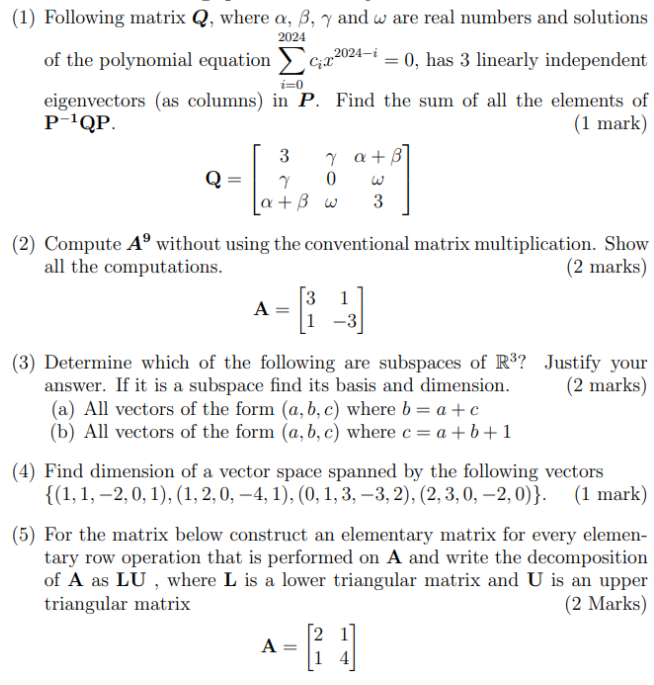 (1) Following matrix Q, where α, β, γ and ω are real numbers and solutions
of the polynomial equation \sum_{i=0}^{2024} c_i x^{2024-i} = 0, has 3 linearly independent
eigenvectors (as columns) in P. Find the sum of all the elements of
P⁻¹QP. (1 mark)
Q = [ 3 γ α + β
γ 0 ω
α + β ω 3 ]
(2) Compute A⁹ without using the conventional matrix multiplication. Show
all the computations. (2 marks)
A = [ 3 1
1 −3 ]
(3) Determine which of the following are subspaces of ℝ³? Justify your
answer. If it is a subspace find its basis and dimension. (2 marks)
(a) All vectors of the form (a, b, c) where b = a + c
(b) All vectors of the form (a, b, c) where c = a + b + 1
(4) Find dimension of a vector space spanned by the following vectors
{(1, 1, −2, 0, 1), (1, 2, 0, −4, 1), (0, 1, 3, −3, 2), (2, 3, 0, −2, 0)}. (1 mark)
(5) For the matrix below construct an elementary matrix for every elemen-
tary row operation that is performed on A and write the decomposition
of A as LU , where L is a lower triangular matrix and U is an upper
triangular matrix (2 Marks)
A = [ 2 1
1 4 ]